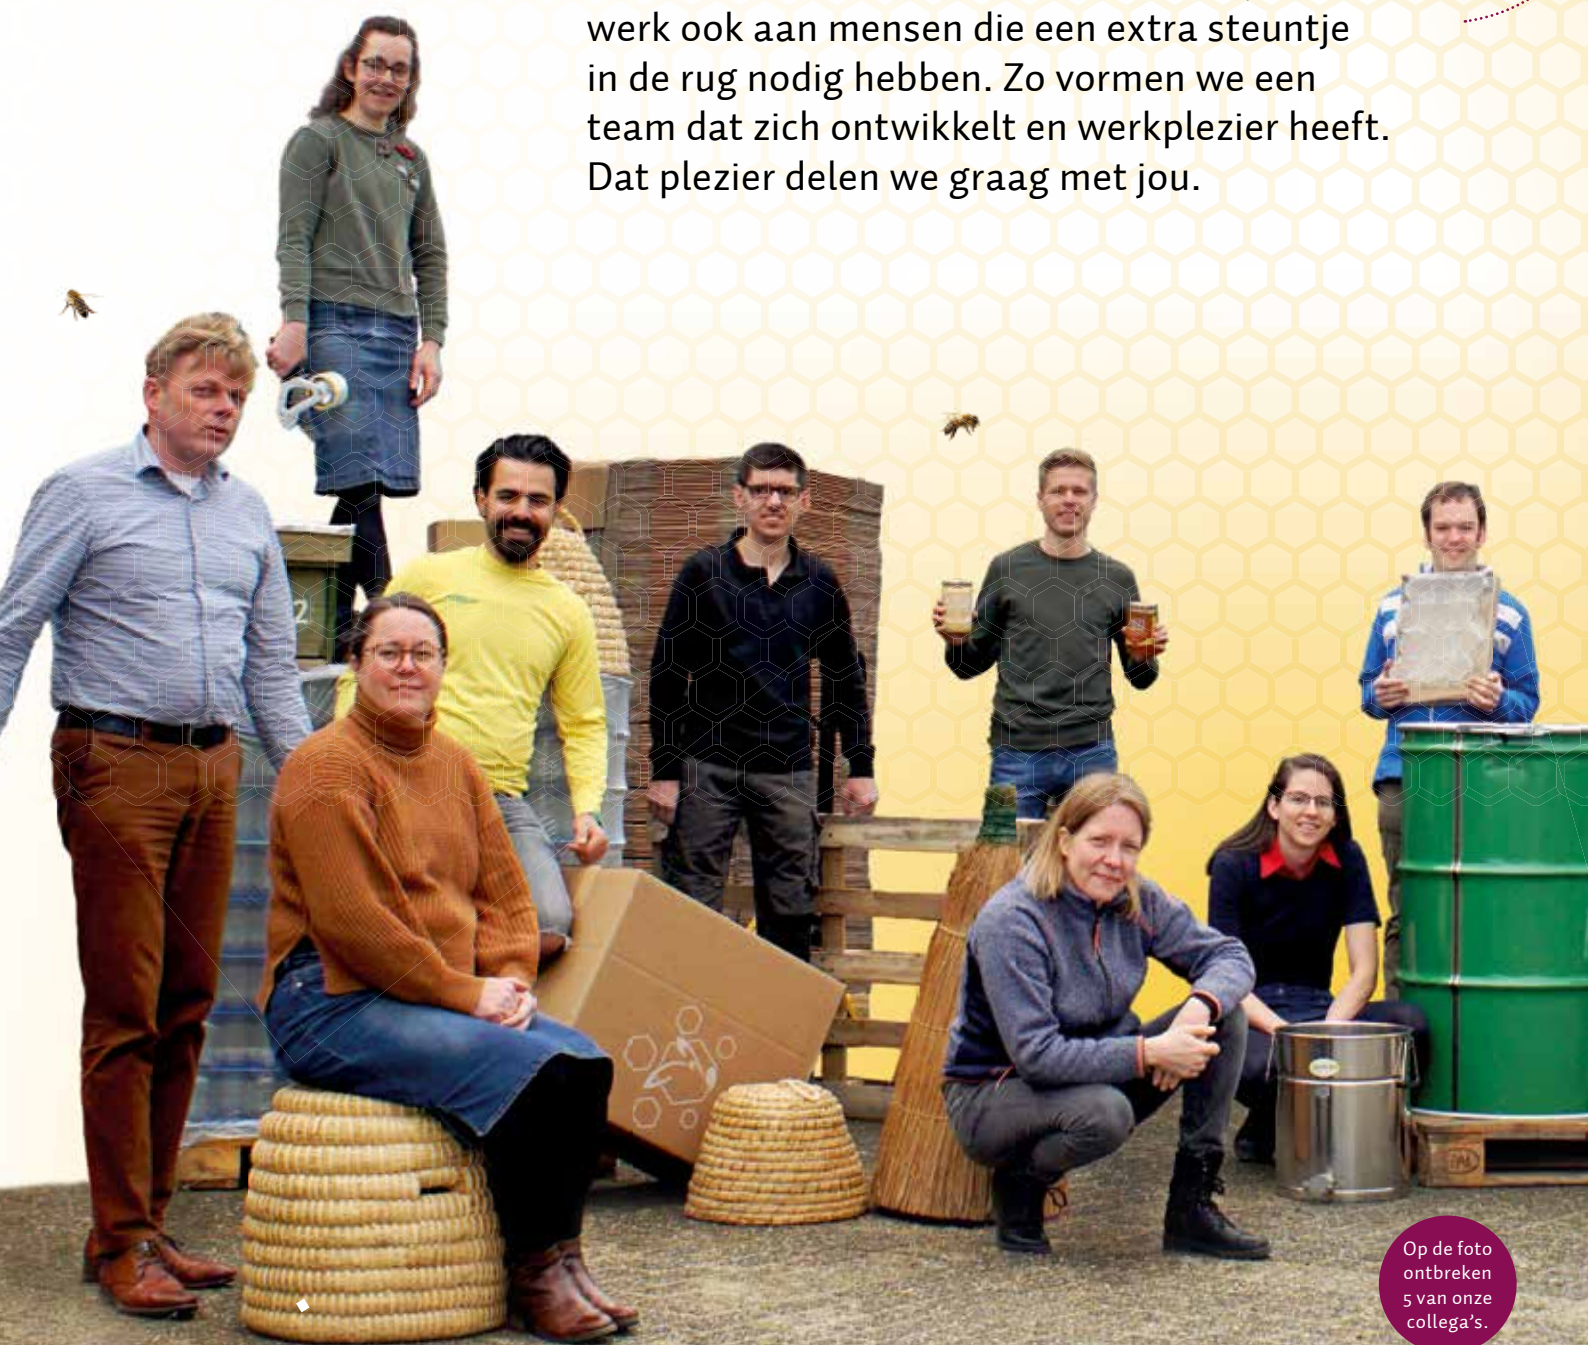 werk ook aan mensen die een extra steuntje
in de rug nodig hebben. Zo vormen we een
team dat zich ontwikkelt en werkplezier heeft.
Dat plezier delen we graag met jou.
2
Op de foto
ontbreken
5 van onze
collega's.